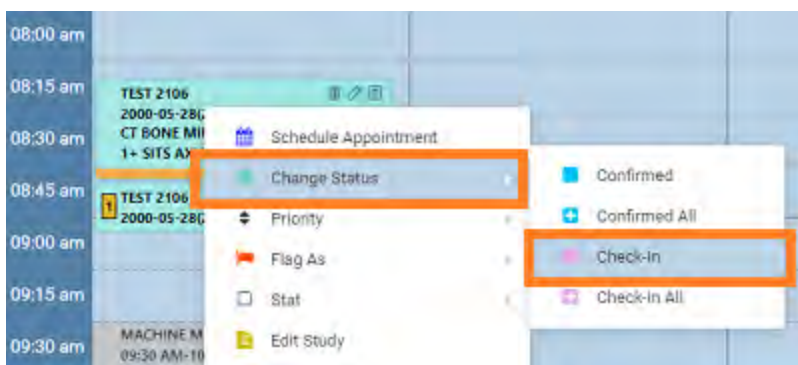 08:00 am
08:15 am
08:30 am
08:45 am
09:00 am
09:15 am
09:30 am
TEST 2106
2000-05-28(
CT BONE MI
1+ SITS AX
1
TEST 2106
2000-05-28(
MACHINE M
09:30 AM-10
Schedule Appointment
Change Status
Priority
Flag As
Stat
Edit Study
Confirmed
Confirmed All
Check-In
Check-In All